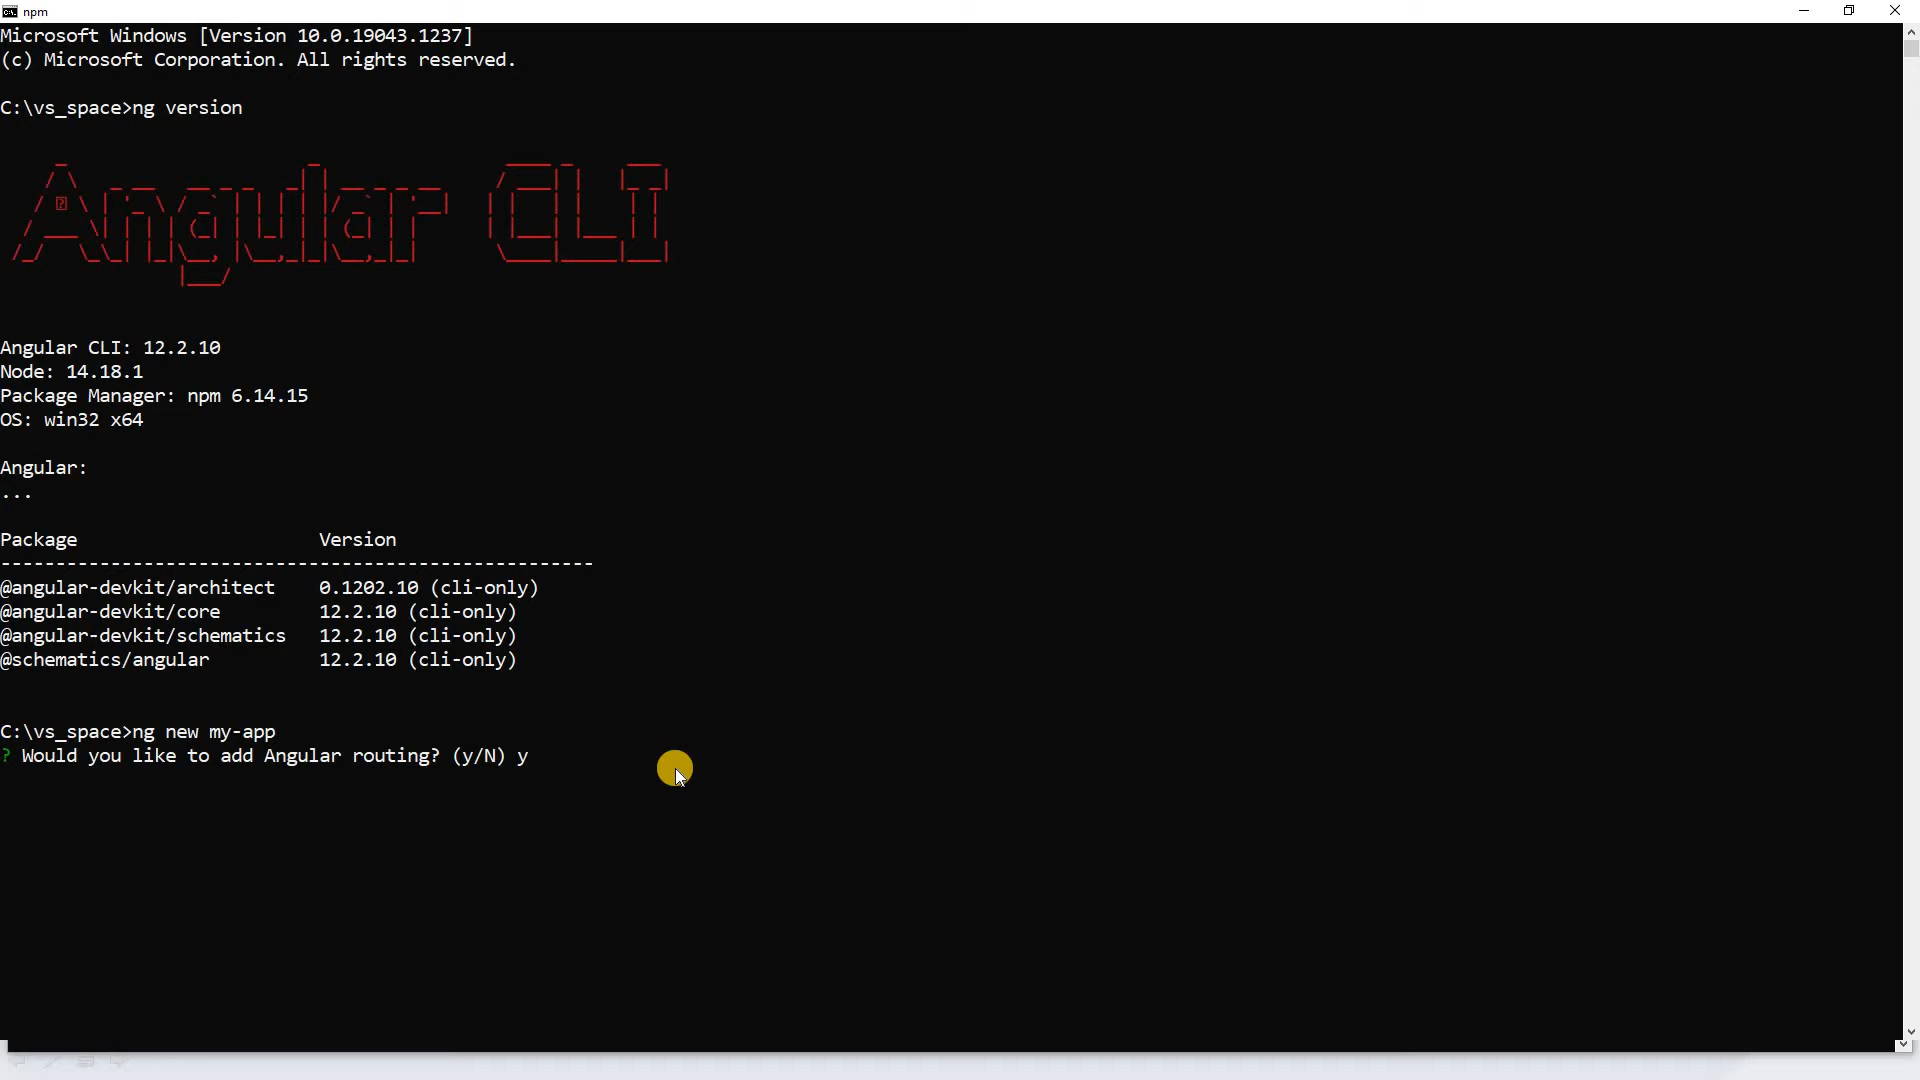 npm
Microsoft Windows [Version 10.0.19043.1237]
(c) Microsoft Corporation. All rights reserved.
C:\vs_space>ng version
Angular CLI
Angular CLI: 12.2.10
Node: 14.18.1
Package Manager: npm 6.14.15
OS: win32 x64
Angular:
...
Package Version
------------------------------------------------------
@angular-devkit/architect 0.1202.10 (cli-only)
@angular-devkit/core 12.2.10 (cli-only)
@angular-devkit/schematics 12.2.10 (cli-only)
@schematics/angular 12.2.10 (cli-only)
C:\vs_space>ng new my-app
? Would you like to add Angular routing? (y/N) y